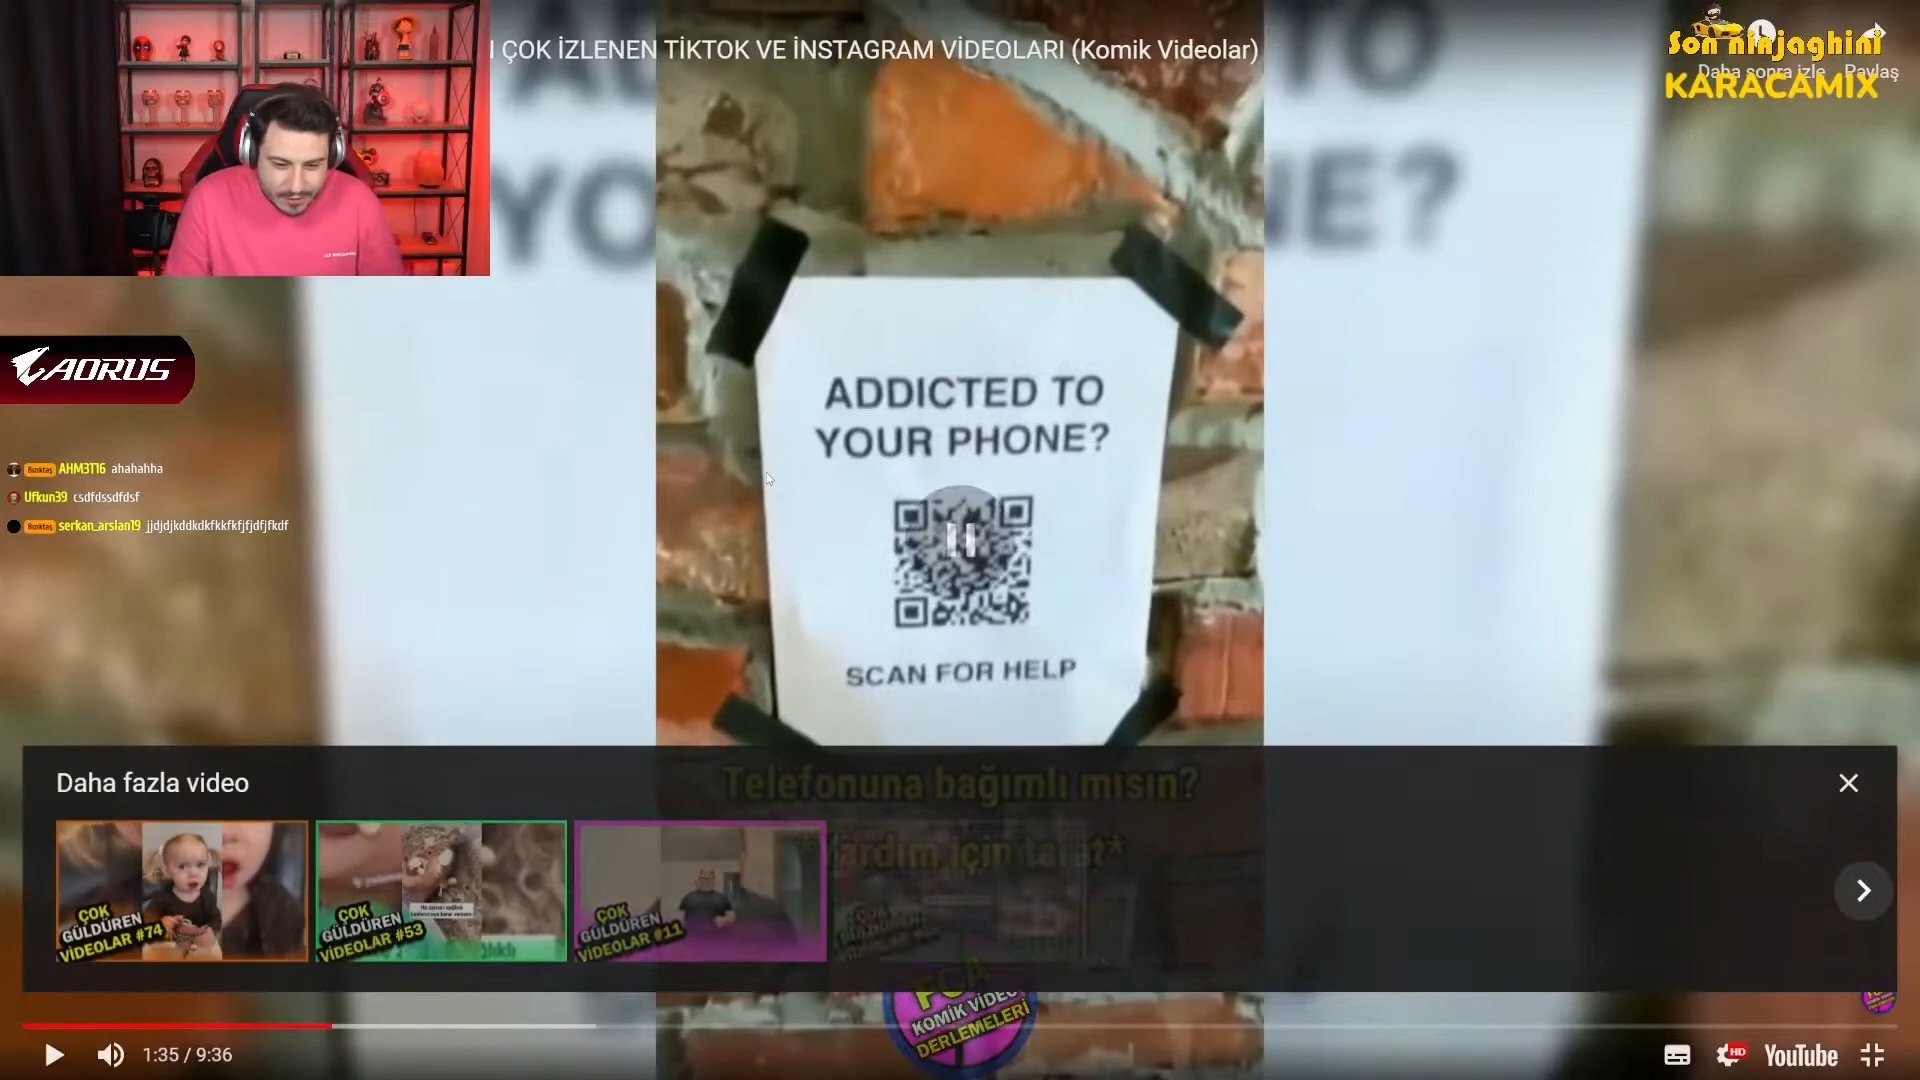 ÇOK İZLENEN TİKTOK VE İNSTAGRAM VİDEOLARI (Komik Videolar)
Son ninjaghini
Daha sonra izle
Paylaş
KARACAMIX
YO
NE?
ADDICTED TO
YOUR PHONE?
SCAN FOR HELP
AORUS
AHM3T16 ahahahha
Ufkun39 csdfdssdfdsf
serkan_arslan19 jjdjdjkddkdkfkkfkfjfjdfjfkdf
Telefonuna bağımlı mısın?
*Yardım için tarat*
Daha fazla video
ÇOK
GÜLDÜREN
VİDEOLAR #74
ÇOK
GÜLDÜREN
VİDEOLAR #53
ÇOK
GÜLDÜREN
VİDEOLAR #11
KOMİK VİDEO
DERLEMELERİ
1:35 / 9:36
HD
YouTube